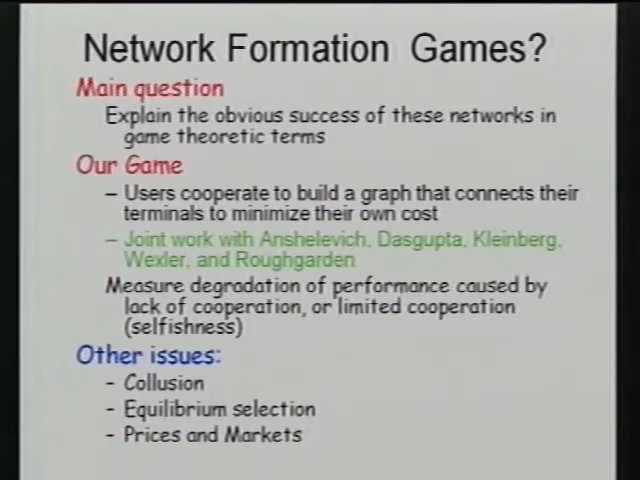 Network Formation Games?
Main question
Explain the obvious success of these networks in
game theoretic terms
Our Game
– Users cooperate to build a graph that connects their
terminals to minimize their own cost
– Joint work with Anshelevich, Dasgupta, Kleinberg,
Wexler, and Roughgarden
Measure degradation of performance caused by
lack of cooperation, or limited cooperation
(selfishness)
Other issues:
- Collusion
- Equilibrium selection
- Prices and Markets